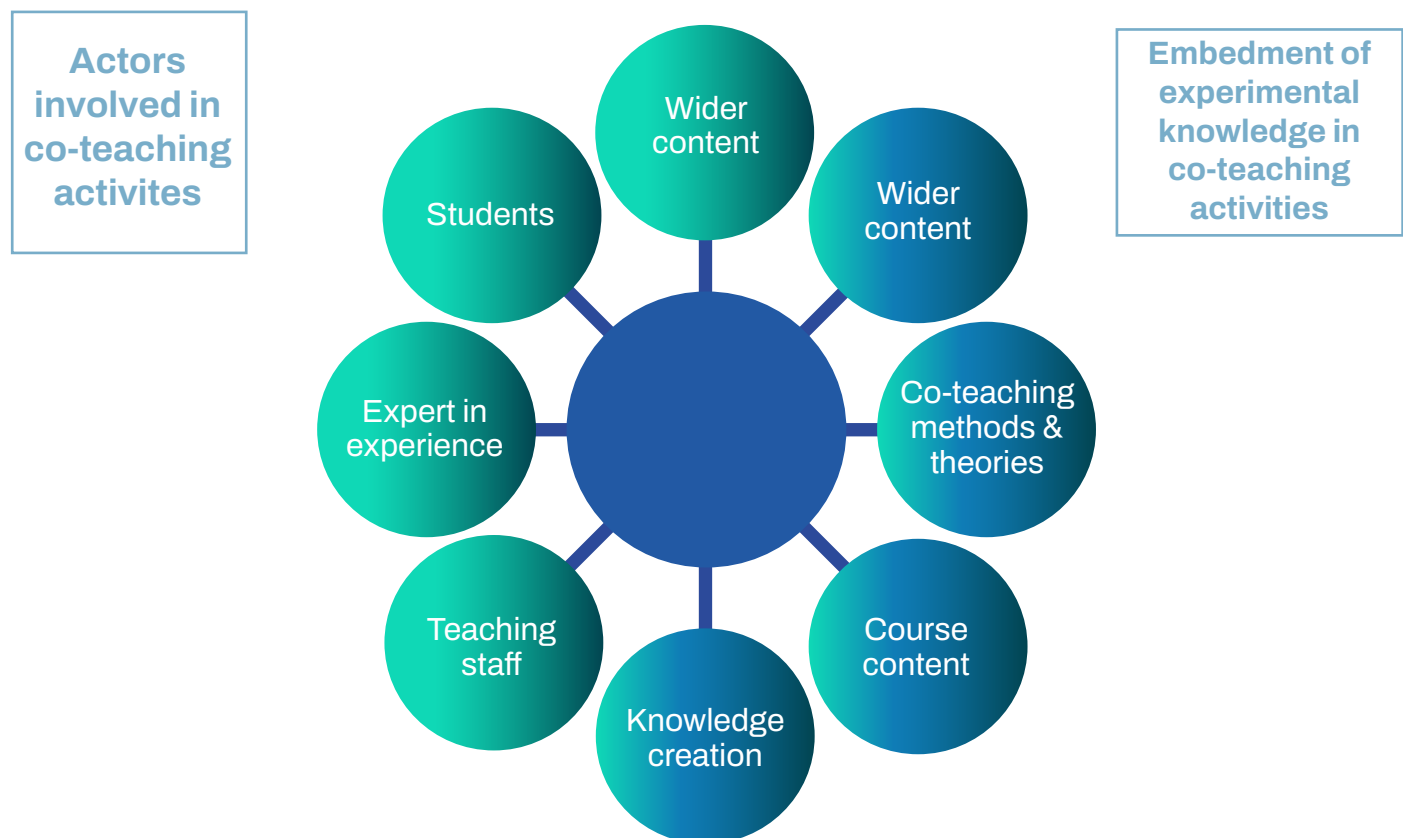 Actors
involved in
co-teaching
activites
Embedment of
experimental
knowledge in
co-teaching
activities
Wider
content
Wider
content
Students
Co-teaching
methods &
theories
Expert in
experience
Course
content
Teaching
staff
Knowledge
creation